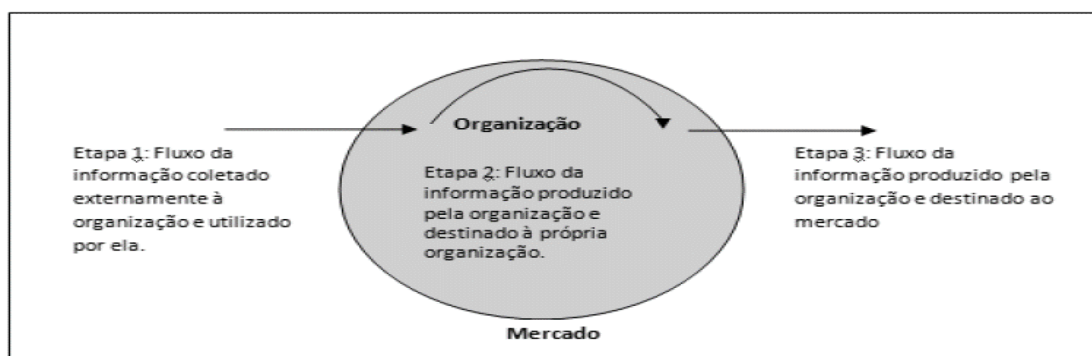 Etapa 1: Fluxo da
informação coletado
externamente à
organização e utilizado
por ela.
Organização
Etapa 2: Fluxo da
informação produzido
pela organização e
destinado à própria
organização.
Etapa 3: Fluxo da
informação produzido pela
organização e destinado ao
mercado
Mercado